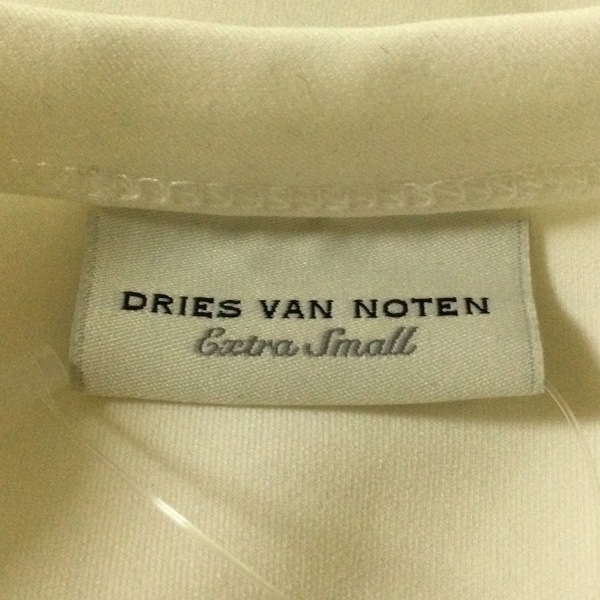 DRIES VAN NOTEN
Extra Small